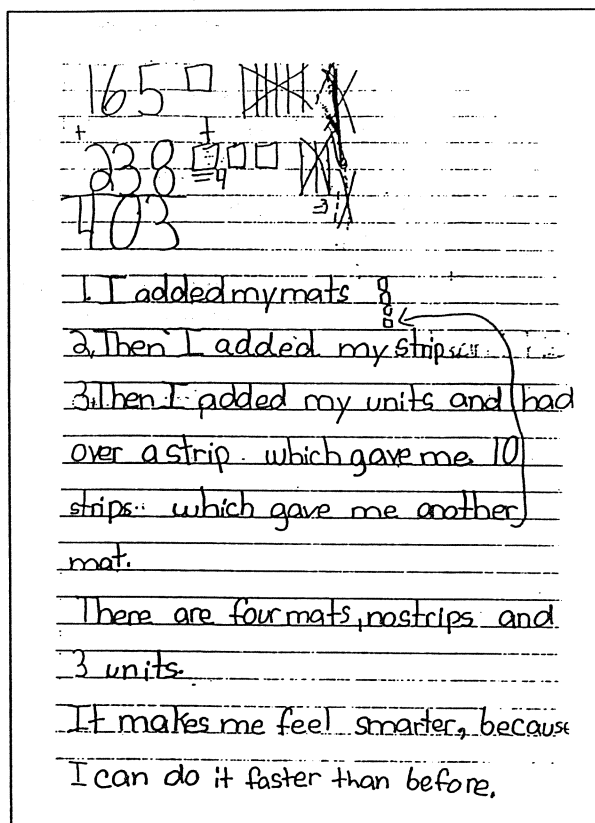 165
+
238 = 4
403 = 3
1. I added my mats
2. Then I added my strips
3. Then I added my units and had
over a strip. which gave me 10
strips.. which gave me another
mat.
There are four mats, no strips and
3 units.
It makes me feel smarter, because
I can do it faster than before.